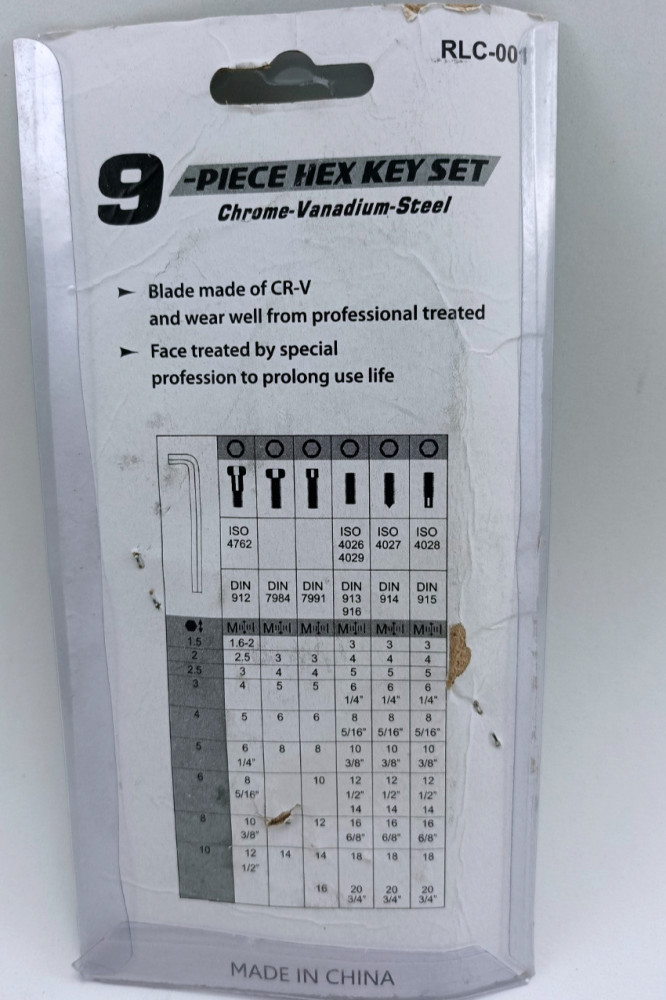 RLC-001
9-PIECE HEX KEY SET
Chrome-Vanadium-Steel
Blade made of CR-V
and wear well from professional treated
Face treated by special
profession to prolong use life
ISO 4762 ISO 4026 4029 ISO 4027 ISO 4028
DIN 912 DIN 7984 DIN 7991 DIN 913 916 DIN 914 DIN 915
M M M M M M
1.5 1.6-2 3 3 3
2 2.5 3 3 4 4 4
2.5 3 4 4 5 5 5
3 4 5 5 6 6 6
1/4" 1/4" 1/4"
4 5 6 6 8 8 8
5/16" 5/16" 5/16"
5 6 8 8 10 10 10
1/4" 3/8" 3/8" 3/8"
6 8 10 12 12 12
5/16" 1/2" 1/2" 1/2"
14 14 14
8 10 12 16 16 16
3/8" 6/8" 6/8" 6/8"
10 12 14 14 18 18 18
1/2"
16 20 20 20
3/4" 3/4" 3/4"
MADE IN CHINA